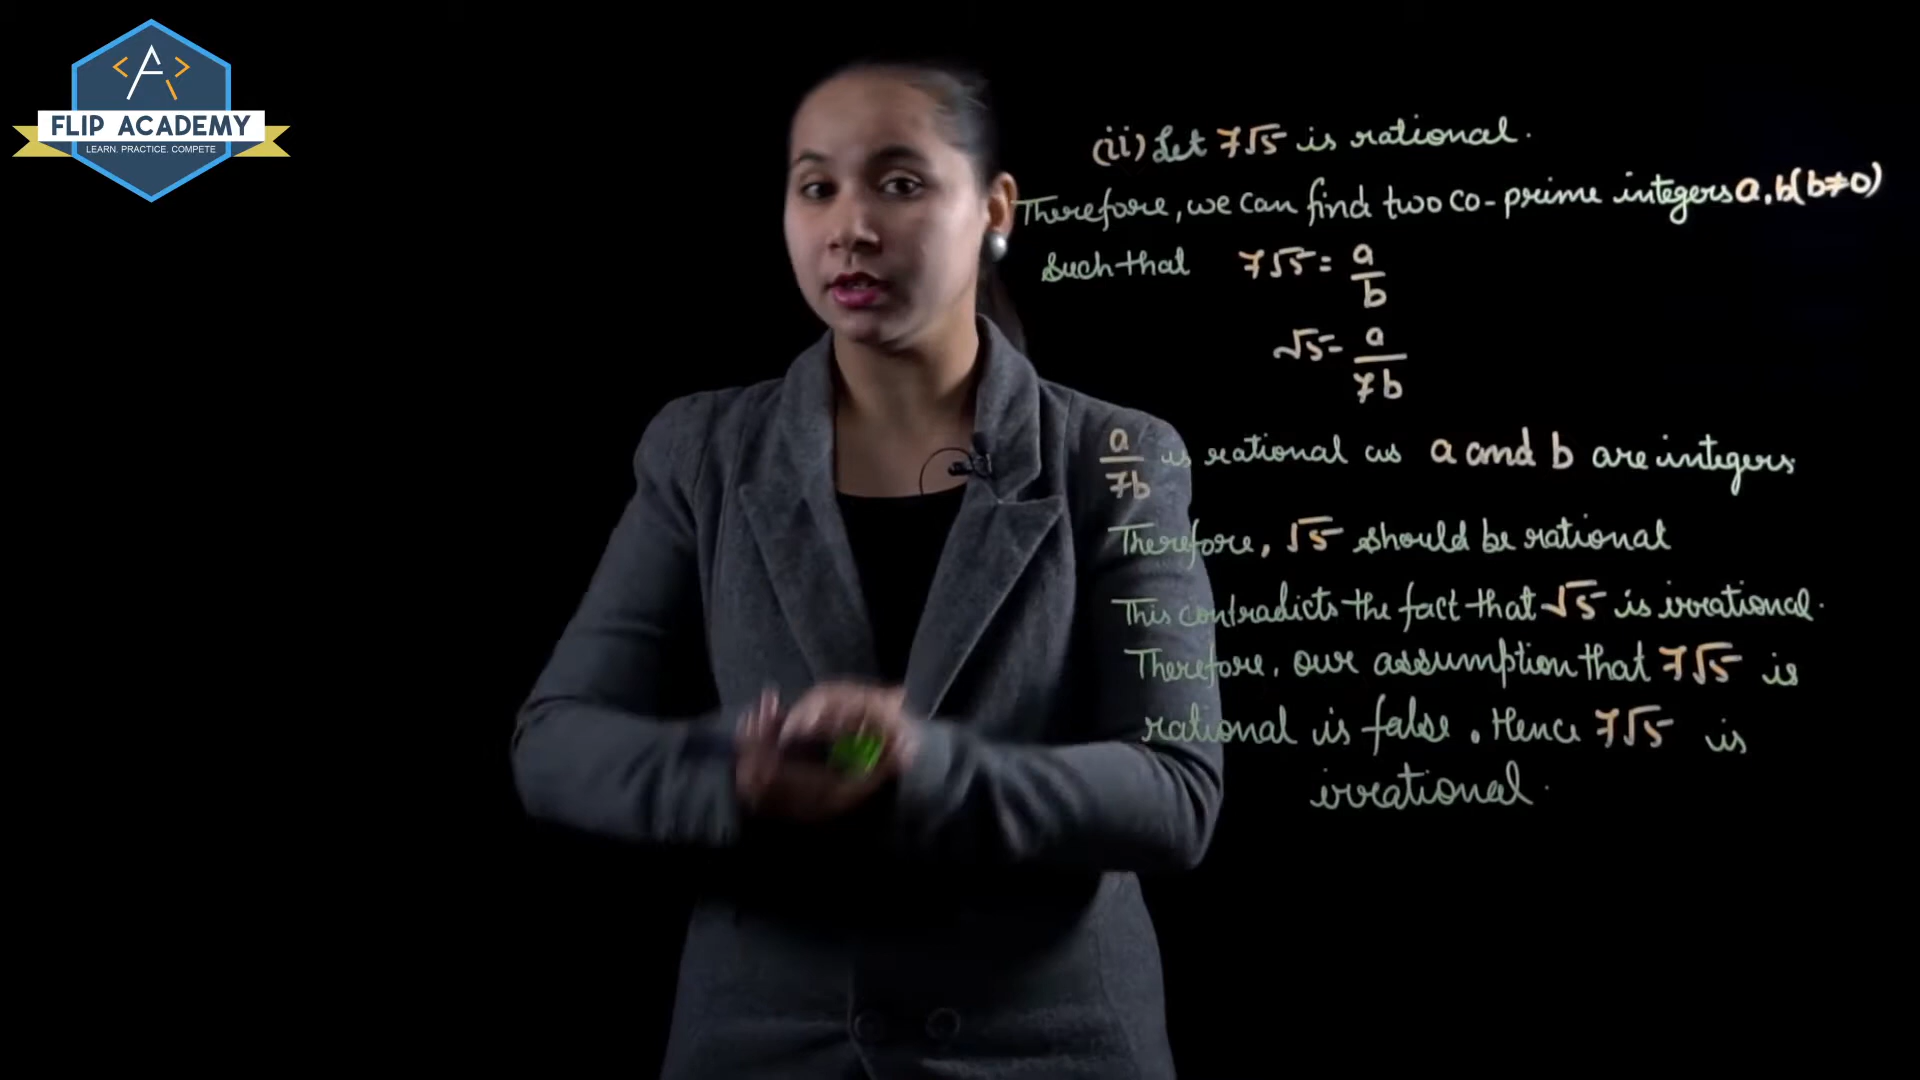 FLIP ACADEMY
LEARN. PRACTICE. COMPETE
(ii) Let 7√5 is rational.
Therefore, we can find two co-prime integers a, b(b≠0)
such that 7√5 = a/b
√5 = a/7b
a/7b is rational as a and b are integers
Therefore, √5 should be rational
This contradicts the fact that √5 is irrational.
Therefore, our assumption that 7√5 is
rational is false. Hence 7√5 is
irrational.